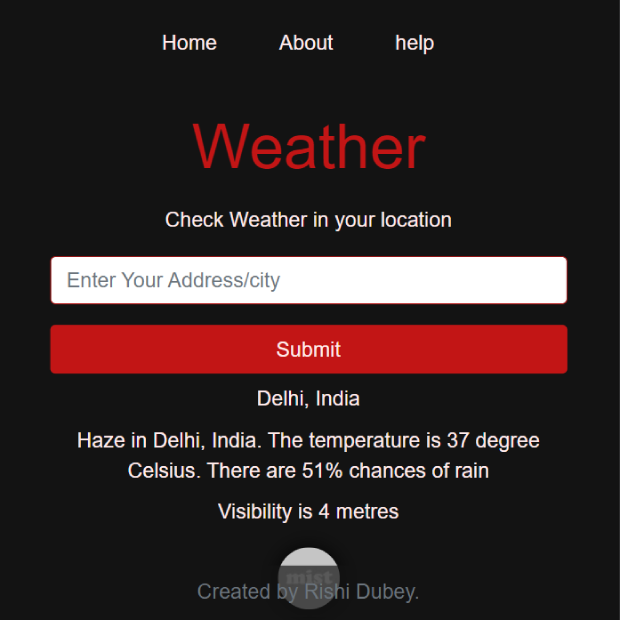 Home About help
Weather
Check Weather in your location
Enter Your Address/city
Submit
Delhi, India
Haze in Delhi, India. The temperature is 37 degree
Celsius. There are 51% chances of rain
Visibility is 4 metres
mist
Created by Rishi Dubey.